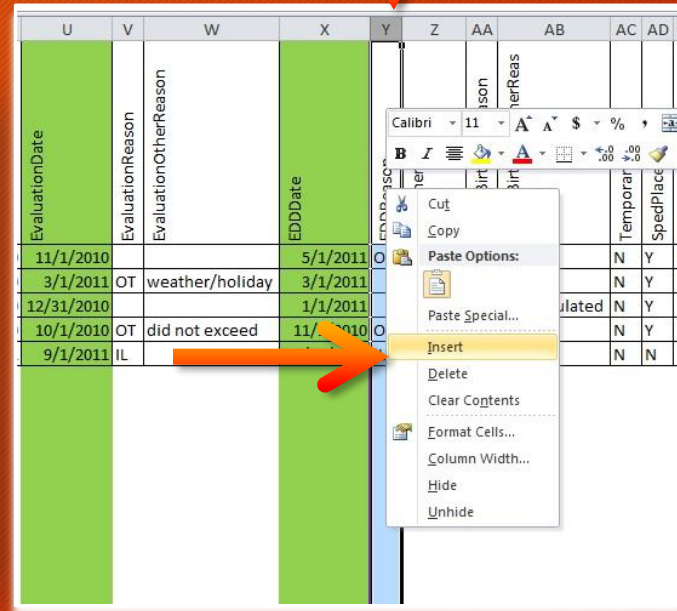 U V W X Y Z AA AB AC AD
EvaluationDate
EvaluationReason
EvaluationOtherReason
EDDDate
Calibri 11 A A $ % ,
B I A .00
11/1/2010 5/1/2011 N Y
3/1/2011 OT weather/holiday 3/1/2011 N Y
12/31/2010 1/1/2011 N Y
10/1/2010 OT did not exceed N Y
9/1/2011 IL N N
Cut
Copy
Paste Options:
Paste Special...
Insert
Delete
Clear Contents
Format Cells...
Column Width...
Hide
Unhide